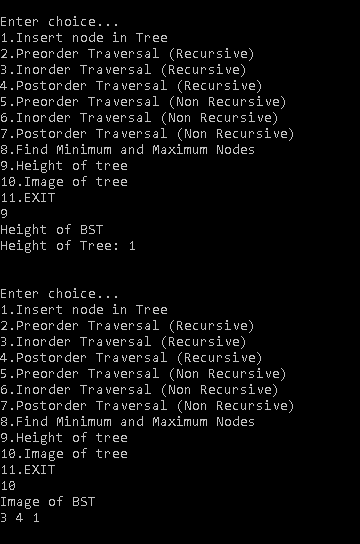 Enter choice...
1.Insert node in Tree
2.Preorder Traversal (Recursive)
3.Inorder Traversal (Recursive)
4.Postorder Traversal (Recursive)
5.Preorder Traversal (Non Recursive)
6.Inorder Traversal (Non Recursive)
7.Postorder Traversal (Non Recursive)
8.Find Minimum and Maximum Nodes
9.Height of tree
10.Image of tree
11.EXIT
9
Height of BST
Height of Tree: 1
Enter choice...
1.Insert node in Tree
2.Preorder Traversal (Recursive)
3.Inorder Traversal (Recursive)
4.Postorder Traversal (Recursive)
5.Preorder Traversal (Non Recursive)
6.Inorder Traversal (Non Recursive)
7.Postorder Traversal (Non Recursive)
8.Find Minimum and Maximum Nodes
9.Height of tree
10.Image of tree
11.EXIT
10
Image of BST
3 4 1